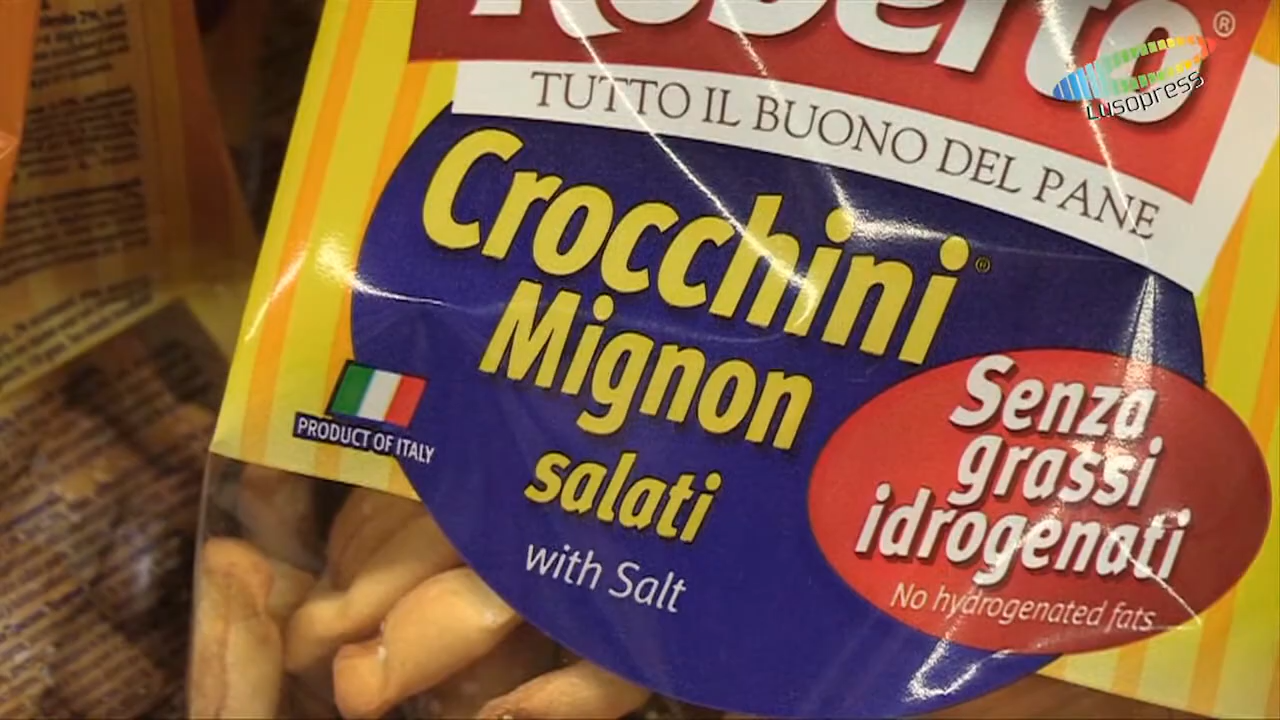 Roberto®
LUSOPRESS
TUTTO IL BUONO DEL PANE
Crocchini®
Mignon
salati
with Salt
PRODUCT OF ITALY
Senza
grassi
idrogenati
No hydrogenated fats